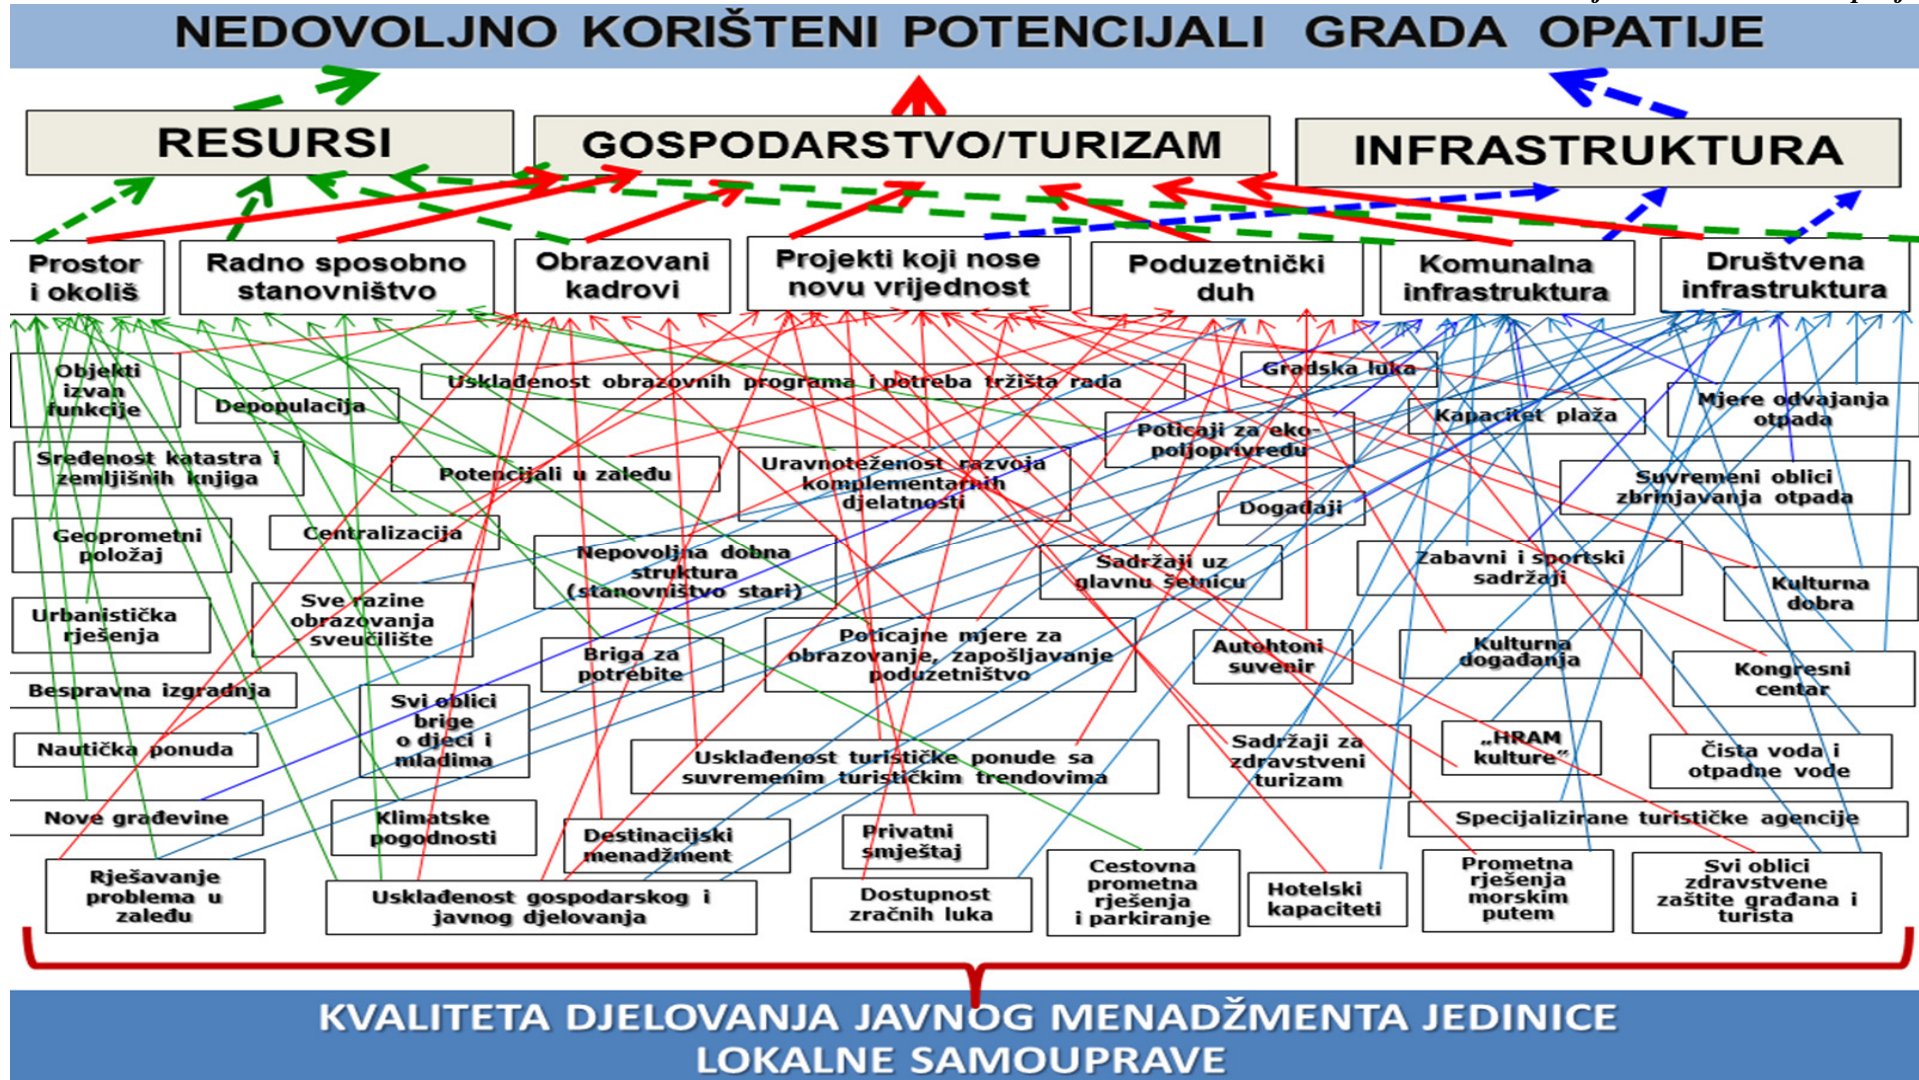 NEDOVOLJNO KORIŠTENI POTENCIJALI GRADA OPATIJE
RESURSI
GOSPODARSTVO/TURIZAM
INFRASTRUKTURA
Prostor
i okoliš
Radno sposobno
stanovništvo
Obrazovani
kadrovi
Projekti koji nose
novu vrijednost
Poduzetnički
duh
Komunalna
infrastruktura
Društvena
infrastruktura
Objekti
izvan
funkcije
Depopulacija
Usklađenost obrazovnih programa i potreba tržišta rada
Gradska luka
Kapacitet plaža
Mjere odvajanja
otpada
Sređenost katastra i
zemljišnih knjiga
Potencijali u zaleđu
Uravnoteženost razvoja
komplementarnih
djelatnosti
Poticaji za eko-
poljoprivredu
Događaji
Suvremeni oblici
zbrinjavanja otpada
Geoprometni
položaj
Centralizacija
Nepovoljna dobna
struktura
(stanovništvo stari)
Sadržaji uz
glavnu šetnicu
Zabavni i sportski
sadržaji
Kulturna
dobra
Urbanistička
rješenja
Sve razine
obrazovanja
- sveučilište
Briga za
potrebite
Poticajne mjere za
obrazovanje, zapošljavanje
poduzetništvo
Autohtoni
suvenir
Kulturna
događanja
Kongresni
centar
Bespravna izgradnja
Svi oblici
brige
o djeci i
mladima
Nautička ponuda
Usklađenost turističke ponude sa
suvremenim turističkim trendovima
Sadržaji za
zdravstveni
turizam
„HRAM
kulture“
Čista voda i
otpadne vode
Nove građevine
Klimatske
pogodnosti
Destinacijski
menadžment
Privatni
smještaj
Specijalizirane turističke agencije
Rješavanje
problema u
zaleđu
Usklađenost gospodarskog i
javnog djelovanja
Dostupnost
zračnih luka
Cestovna
prometna
rješenja
i parkiranje
Hotelski
kapaciteti
Prometna
rješenja
morskim
putem
Svi oblici
zdravstvene
zaštite građana i
turista
KVALITETA DJELOVANJA JAVNOG MENADŽMENTA JEDINICE
LOKALNE SAMOUPRAVE